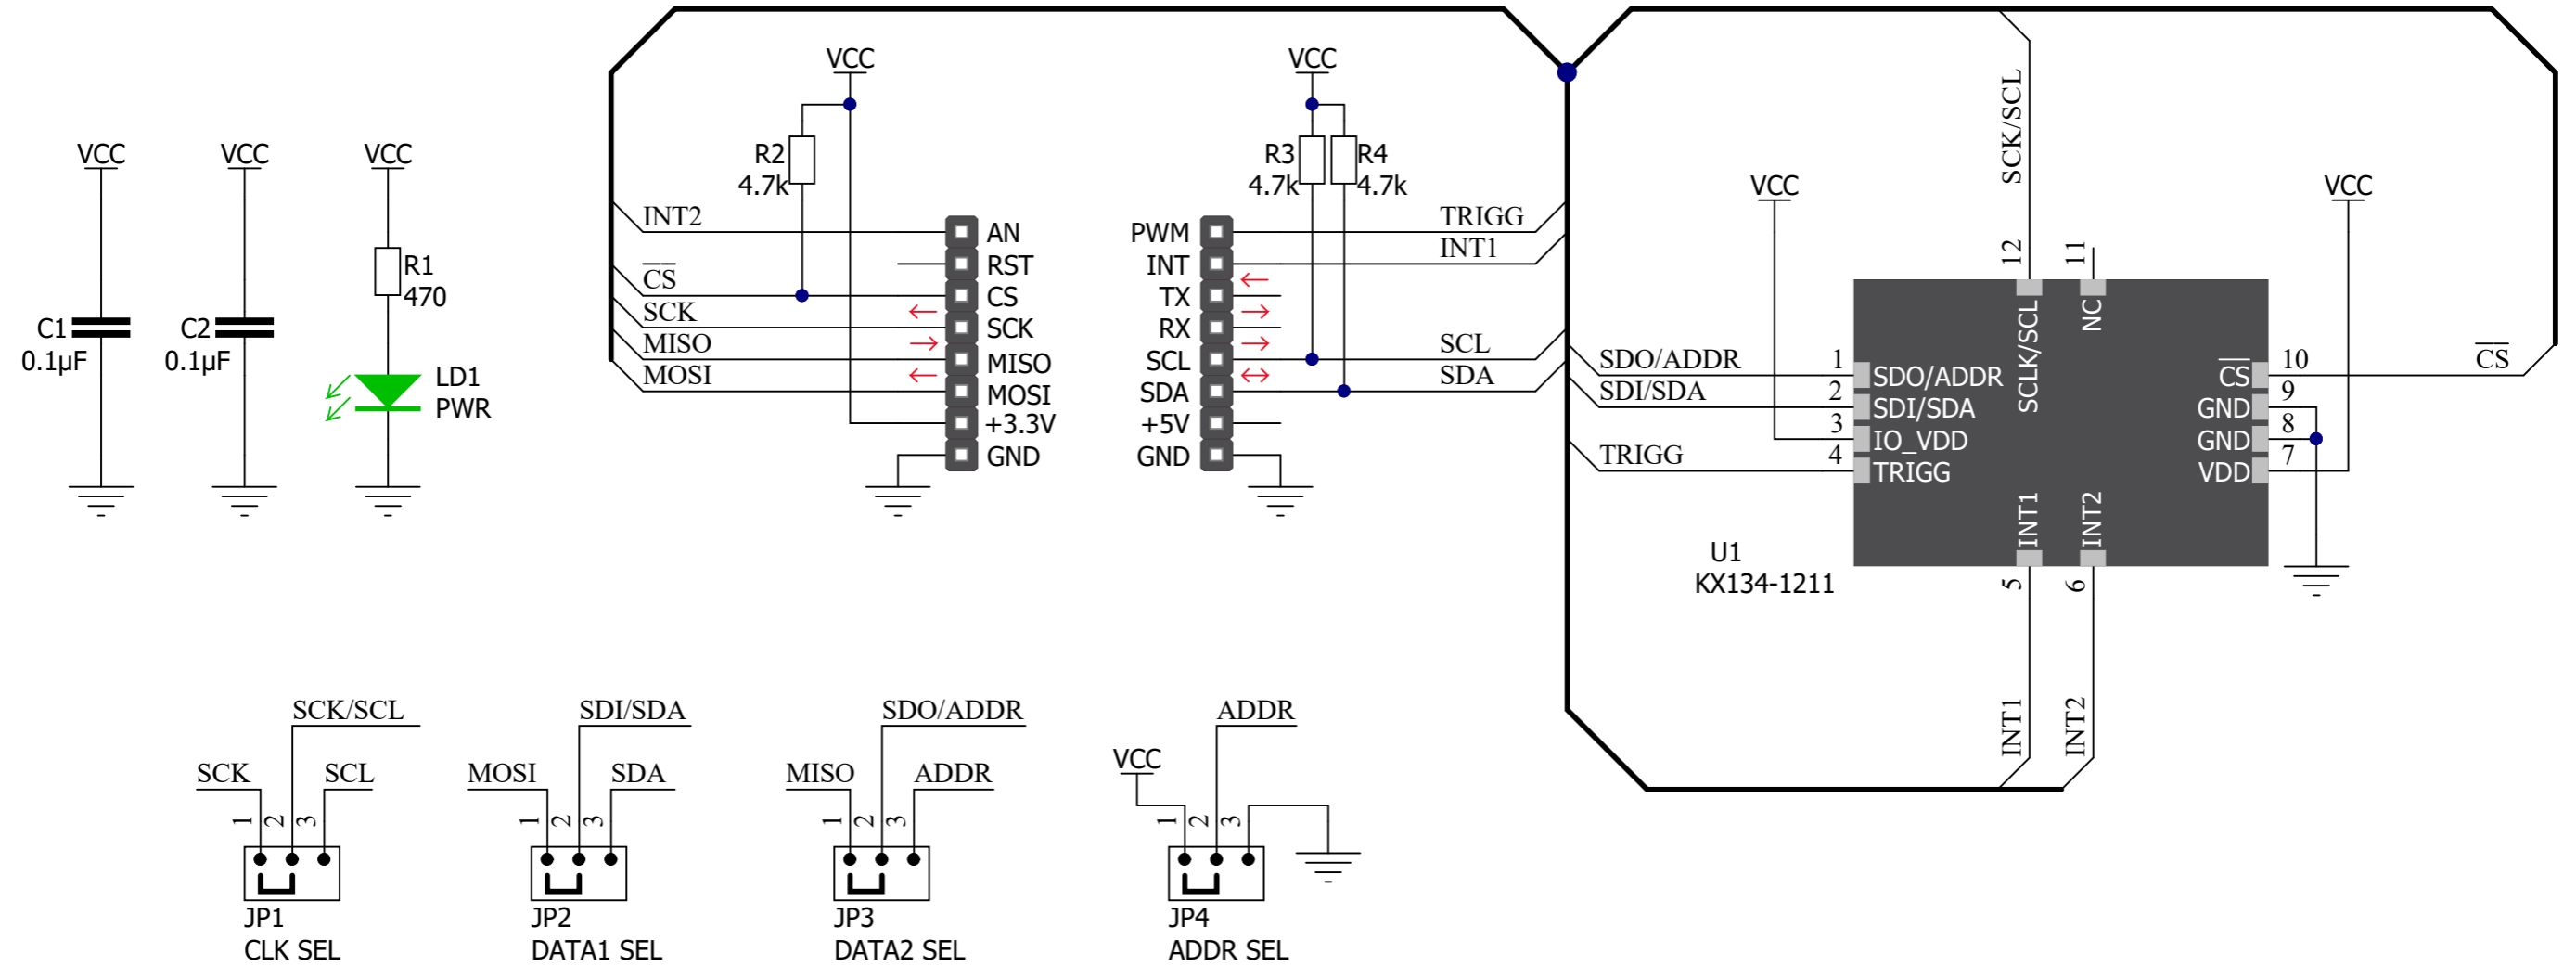 VCC
C1
0.1µF
VCC
C2
0.1µF
VCC
R1
470
LD1
PWR
VCC
R2
4.7k
INT2
CS
SCK
MISO
MOSI
AN
RST
CS
SCK
MISO
MOSI
+3.3V
GND
VCC
R3
4.7k
R4
4.7k
PWM
INT
TX
RX
SCL
SDA
+5V
GND
TRIGG
INT1
SCL
SDA
SCK/SCL
VCC
VCC
12
11
SCLK/SCL
NC
SDO/ADDR
1
SDO/ADDR
SDI/SDA
2
SDI/SDA
3
IO_VDD
TRIGG
4
TRIGG
CS
10
CS
GND
9
GND
8
VDD
7
INT1
INT2
5
6
INT1
INT2
U1
KX134-1211
SCK/SCL
SCK
SCL
1
2
3
JP1
CLK SEL
SDI/SDA
MOSI
SDA
1
2
3
JP2
DATA1 SEL
SDO/ADDR
MISO
ADDR
1
2
3
JP3
DATA2 SEL
ADDR
VCC
1
2
3
JP4
ADDR SEL